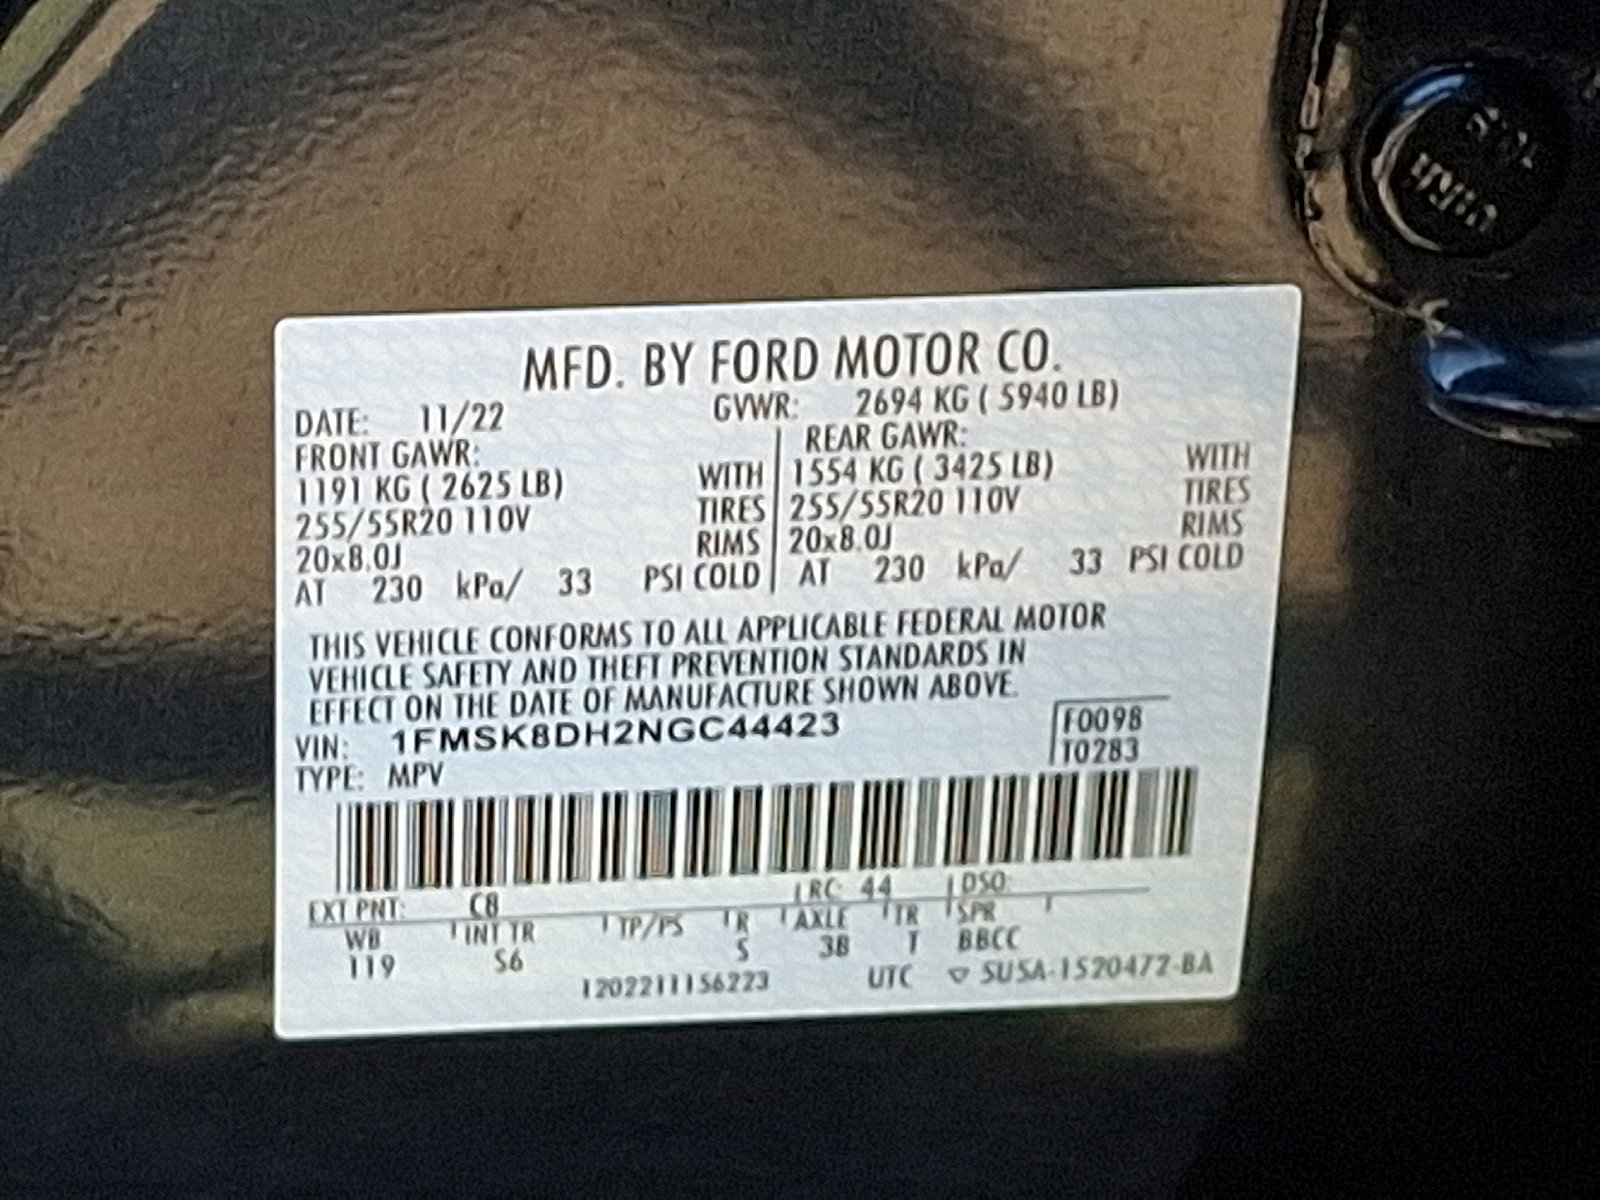 MFD. BY FORD MOTOR CO.
DATE: 11/22 GVWR: 2694 KG ( 5940 LB)
FRONT GAWR: REAR GAWR:
1191 KG ( 2625 LB) WITH 1554 KG ( 3425 LB) WITH
255/55R20 110V TIRES 255/55R20 110V TIRES
20x8.0J RIMS 20x8.0J RIMS
AT 230 kPa/ 33 PSI COLD AT 230 kPa/ 33 PSI COLD
THIS VEHICLE CONFORMS TO ALL APPLICABLE FEDERAL MOTOR
VEHICLE SAFETY AND THEFT PREVENTION STANDARDS IN
EFFECT ON THE DATE OF MANUFACTURE SHOWN ABOVE.
VIN: 1FMSK8DH2NGC44423 F0098
TYPE: MPV T0283
EXT PNT: C8 RC: 44 DSO:
WB INT TR TP/PS R AXLE TR SPR
119 S6 S 3B T BBCC
1202211156223 UTC ▽ 5USA-1520472-BA